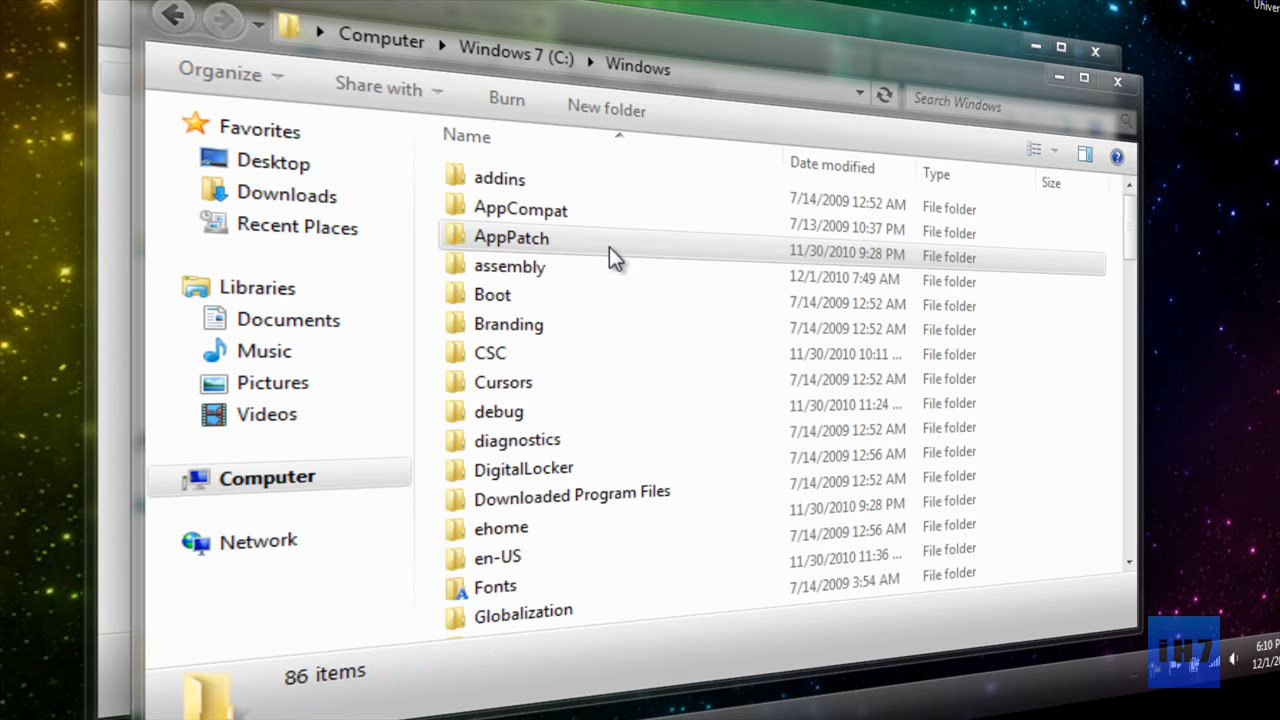 Univer
Computer Windows 7 (C:) Windows
Search Windows
Organize Share with Burn New folder
Name Date modified Type Size
Favorites
Desktop
Downloads
Recent Places
Libraries
Documents
Music
Pictures
Videos
Computer
Network
addins 7/14/2009 12:52 AM File folder
AppCompat 7/13/2009 10:37 PM File folder
AppPatch 11/30/2010 9:28 PM File folder
assembly 12/1/2010 7:49 AM File folder
Boot 7/14/2009 12:52 AM File folder
Branding 7/14/2009 12:52 AM File folder
CSC 11/30/2010 10:11 ... File folder
Cursors 7/14/2009 12:52 AM File folder
debug 11/30/2010 11:24 ... File folder
diagnostics 7/14/2009 12:52 AM File folder
DigitalLocker 7/14/2009 12:56 AM File folder
Downloaded Program Files 7/14/2009 12:52 AM File folder
ehome 11/30/2010 9:28 PM File folder
en-US 7/14/2009 12:56 AM File folder
Fonts 11/30/2010 11:36 ... File folder
Globalization 7/14/2009 3:54 AM File folder
86 items
iH7
6:10 P
12/1/20